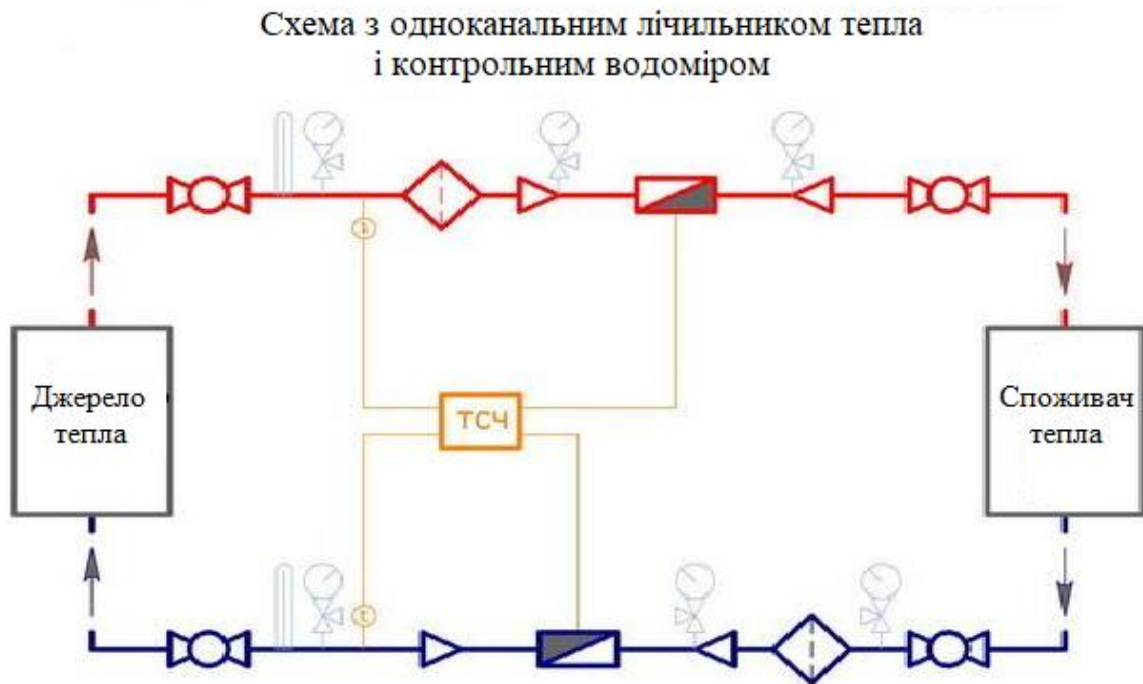 Схема з одноканальним лічильником тепла
і контрольним водоміром
Джерело
тепла
ТСЧ
Споживач
тепла